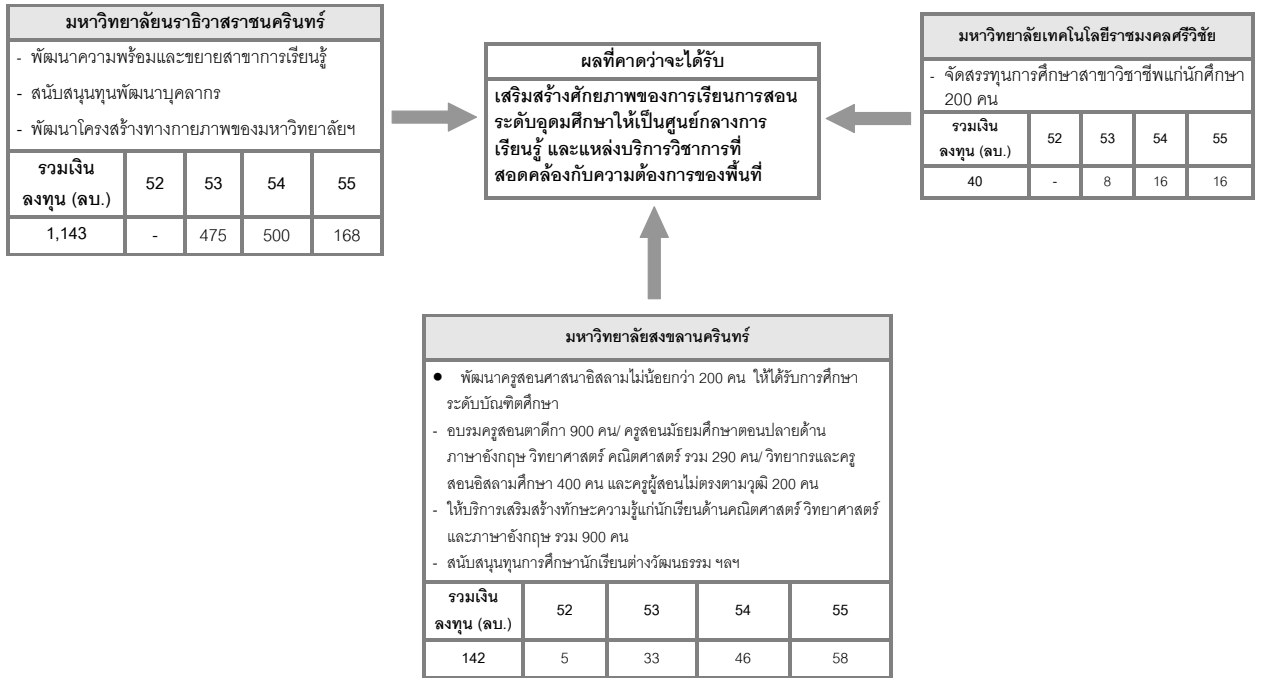 มหาวิทยาลัยนราธิวาสราชนครินทร์
- พัฒนาความพร้อมและขยายสาขาการเรียนรู้
- สนับสนุนทุนพัฒนาบุคลากร
- พัฒนาโครงสร้างทางกายภาพของมหาวิทยาลัยฯ
รวมเงิน
ลงทุน (ลบ.) 52 53 54 55
1,143 - 475 500 168
ผลที่คาดว่าจะได้รับ
เสริมสร้างศักยภาพของการเรียนการสอน
ระดับอุดมศึกษาให้เป็นศูนย์กลางการ
เรียนรู้ และแหล่งบริการวิชาการที่
สอดคล้องกับความต้องการของพื้นที่
มหาวิทยาลัยเทคโนโลยีราชมงคลศรีวิชัย
- จัดสรรทุนการศึกษาสาขาวิชาชีพแก่นักศึกษา
200 คน
รวมเงิน
ลงทุน (ลบ.) 52 53 54 55
40 - 8 16 16
มหาวิทยาลัยสงขลานครินทร์
● พัฒนาครูสอนศาสนาอิสลามไม่น้อยกว่า 200 คน ให้ได้รับการศึกษา
ระดับบัณฑิตศึกษา
- อบรมครูสอนตาดีกา 900 คน/ ครูสอนมัธยมศึกษาตอนปลายด้าน
ภาษาอังกฤษ วิทยาศาสตร์ คณิตศาสตร์ รวม 290 คน/ วิทยากรและครู
สอนอิสลามศึกษา 400 คน และครูผู้สอนไม่ตรงตามวุฒิ 200 คน
- ให้บริการเสริมสร้างทักษะความรู้แก่นักเรียนด้านคณิตศาสตร์ วิทยาศาสตร์
และภาษาอังกฤษ รวม 900 คน
- สนับสนุนทุนการศึกษานักเรียนต่างวัฒนธรรม ฯลฯ
รวมเงิน
ลงทุน (ลบ.) 52 53 54 55
142 5 33 46 58